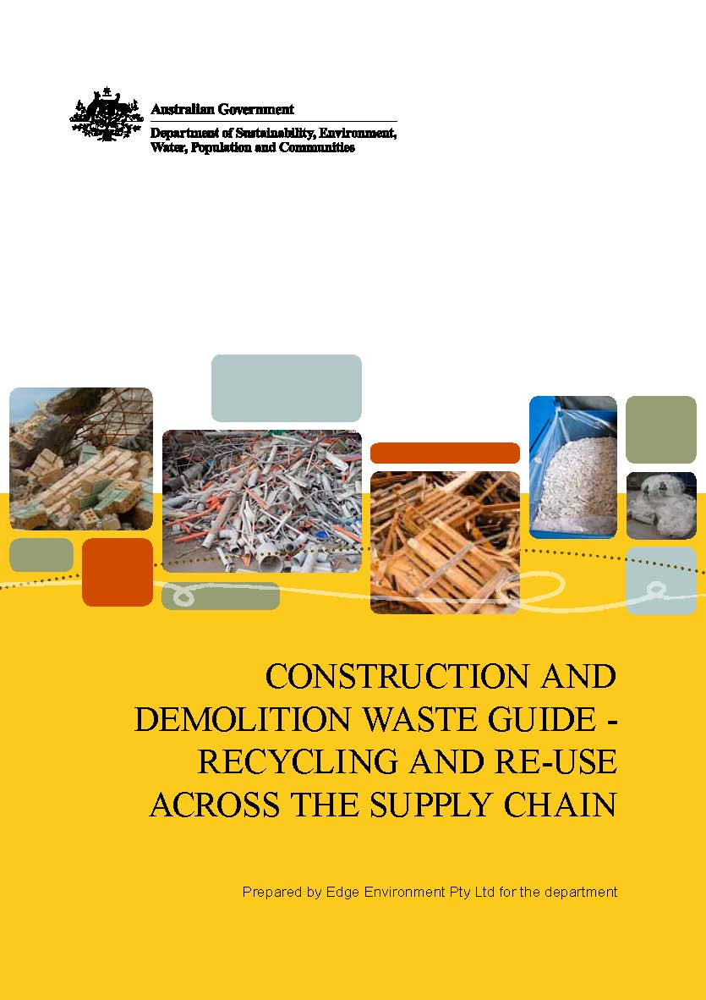 Australian Government
Department of Sustainability, Environment,
Water, Population and Communities
CONSTRUCTION AND
DEMOLITION WASTE GUIDE -
RECYCLING AND RE-USE
ACROSS THE SUPPLY CHAIN
Prepared by Edge Environment Pty Ltd for the department